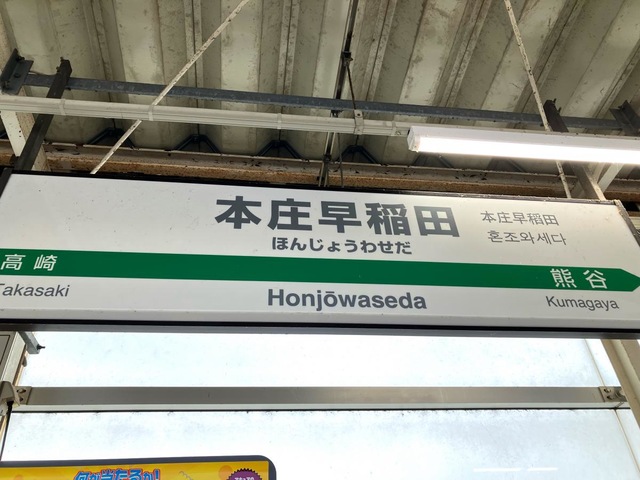 本庄早稲田
ほんじょうわせだ
本庄早稲田
혼조와세다
高崎
Takasaki
Honjōwaseda
熊谷
Kumagaya